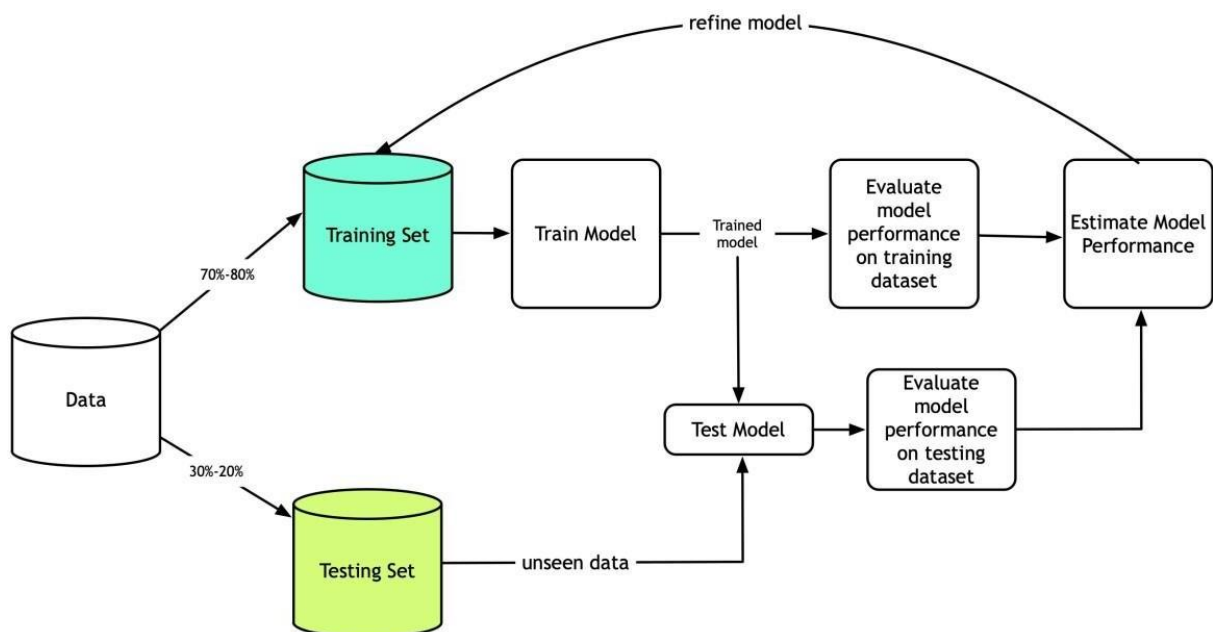 refine model
Training Set
Train Model
Trained
model
Evaluate
model
performance
on training
dataset
Estimate Model
Performance
70%-80%
Data
30%-20%
Test Model
Evaluate
model
performance
on testing
dataset
Testing Set
unseen data